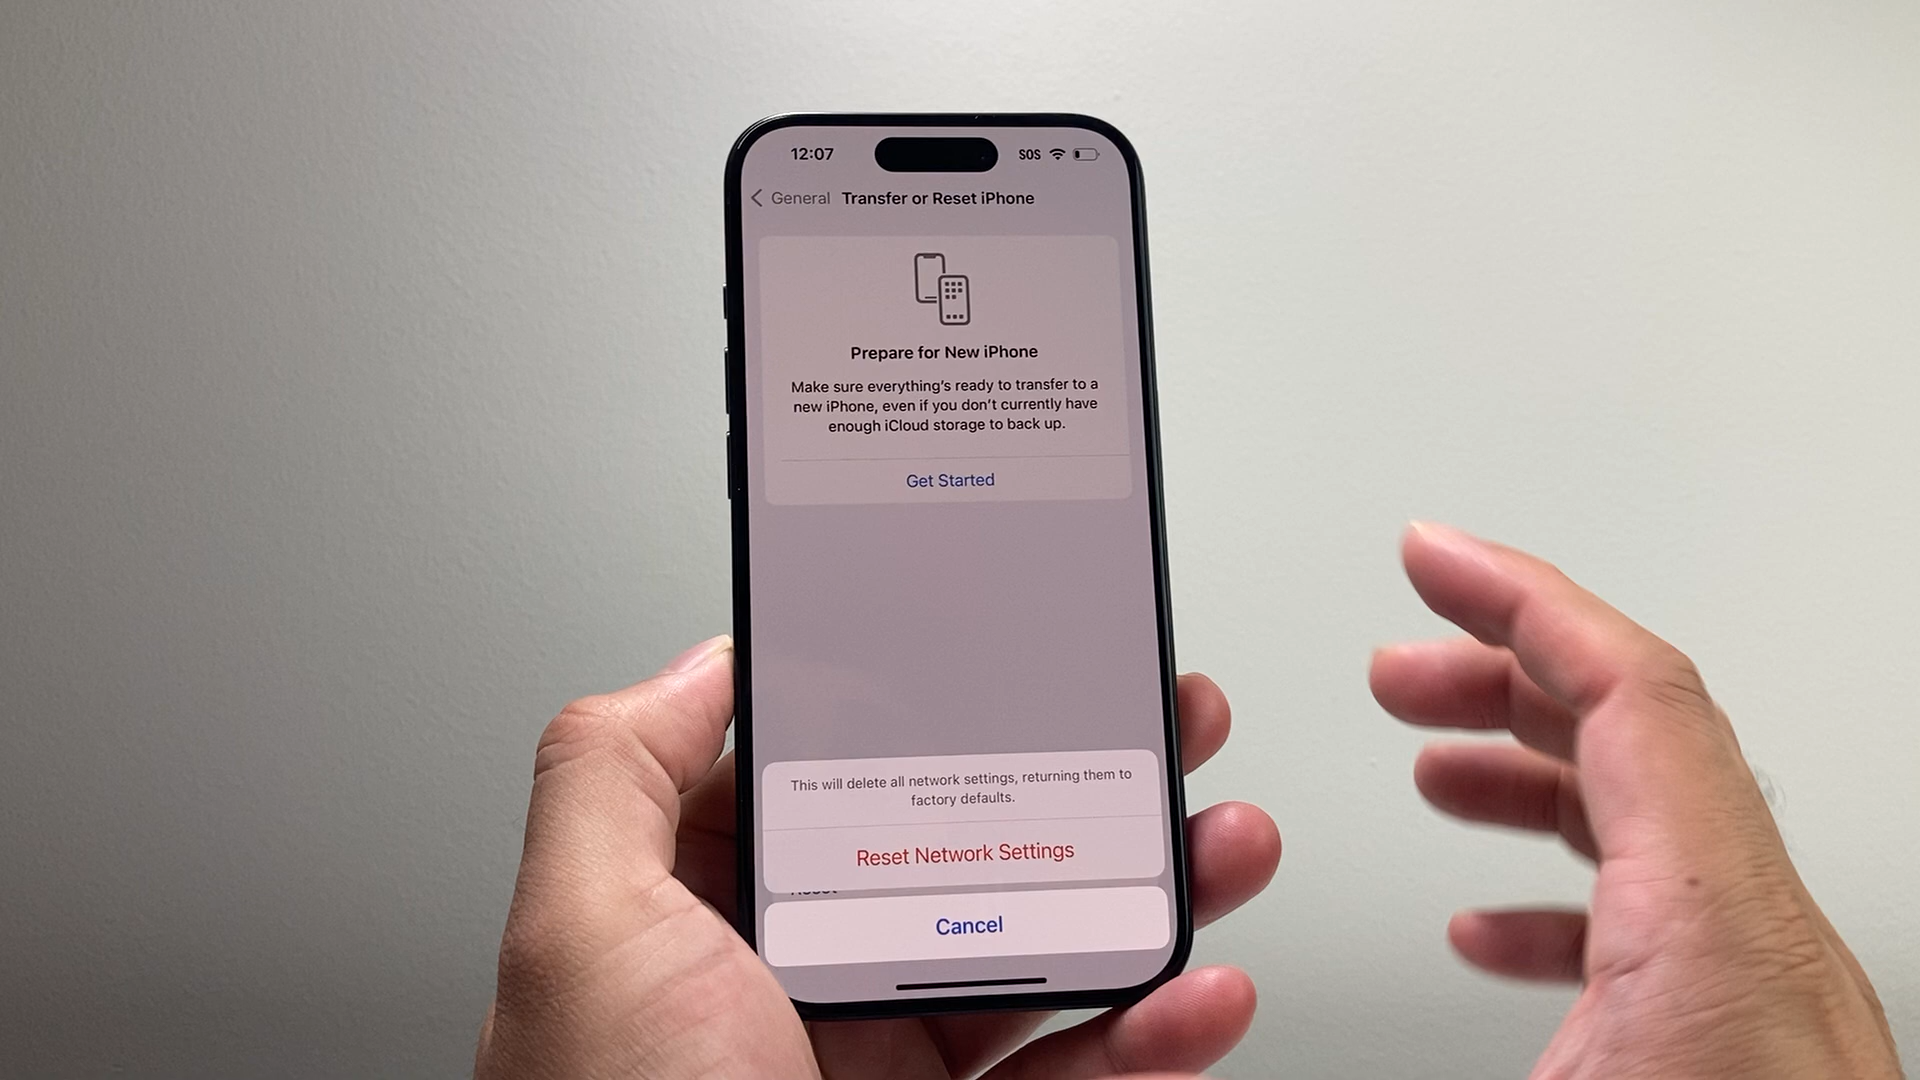 12:07 SOS
General Transfer or Reset iPhone
Prepare for New iPhone
Make sure everything's ready to transfer to a
new iPhone, even if you don't currently have
enough iCloud storage to back up.
Get Started
This will delete all network settings, returning them to
factory defaults.
Reset Network Settings
Cancel